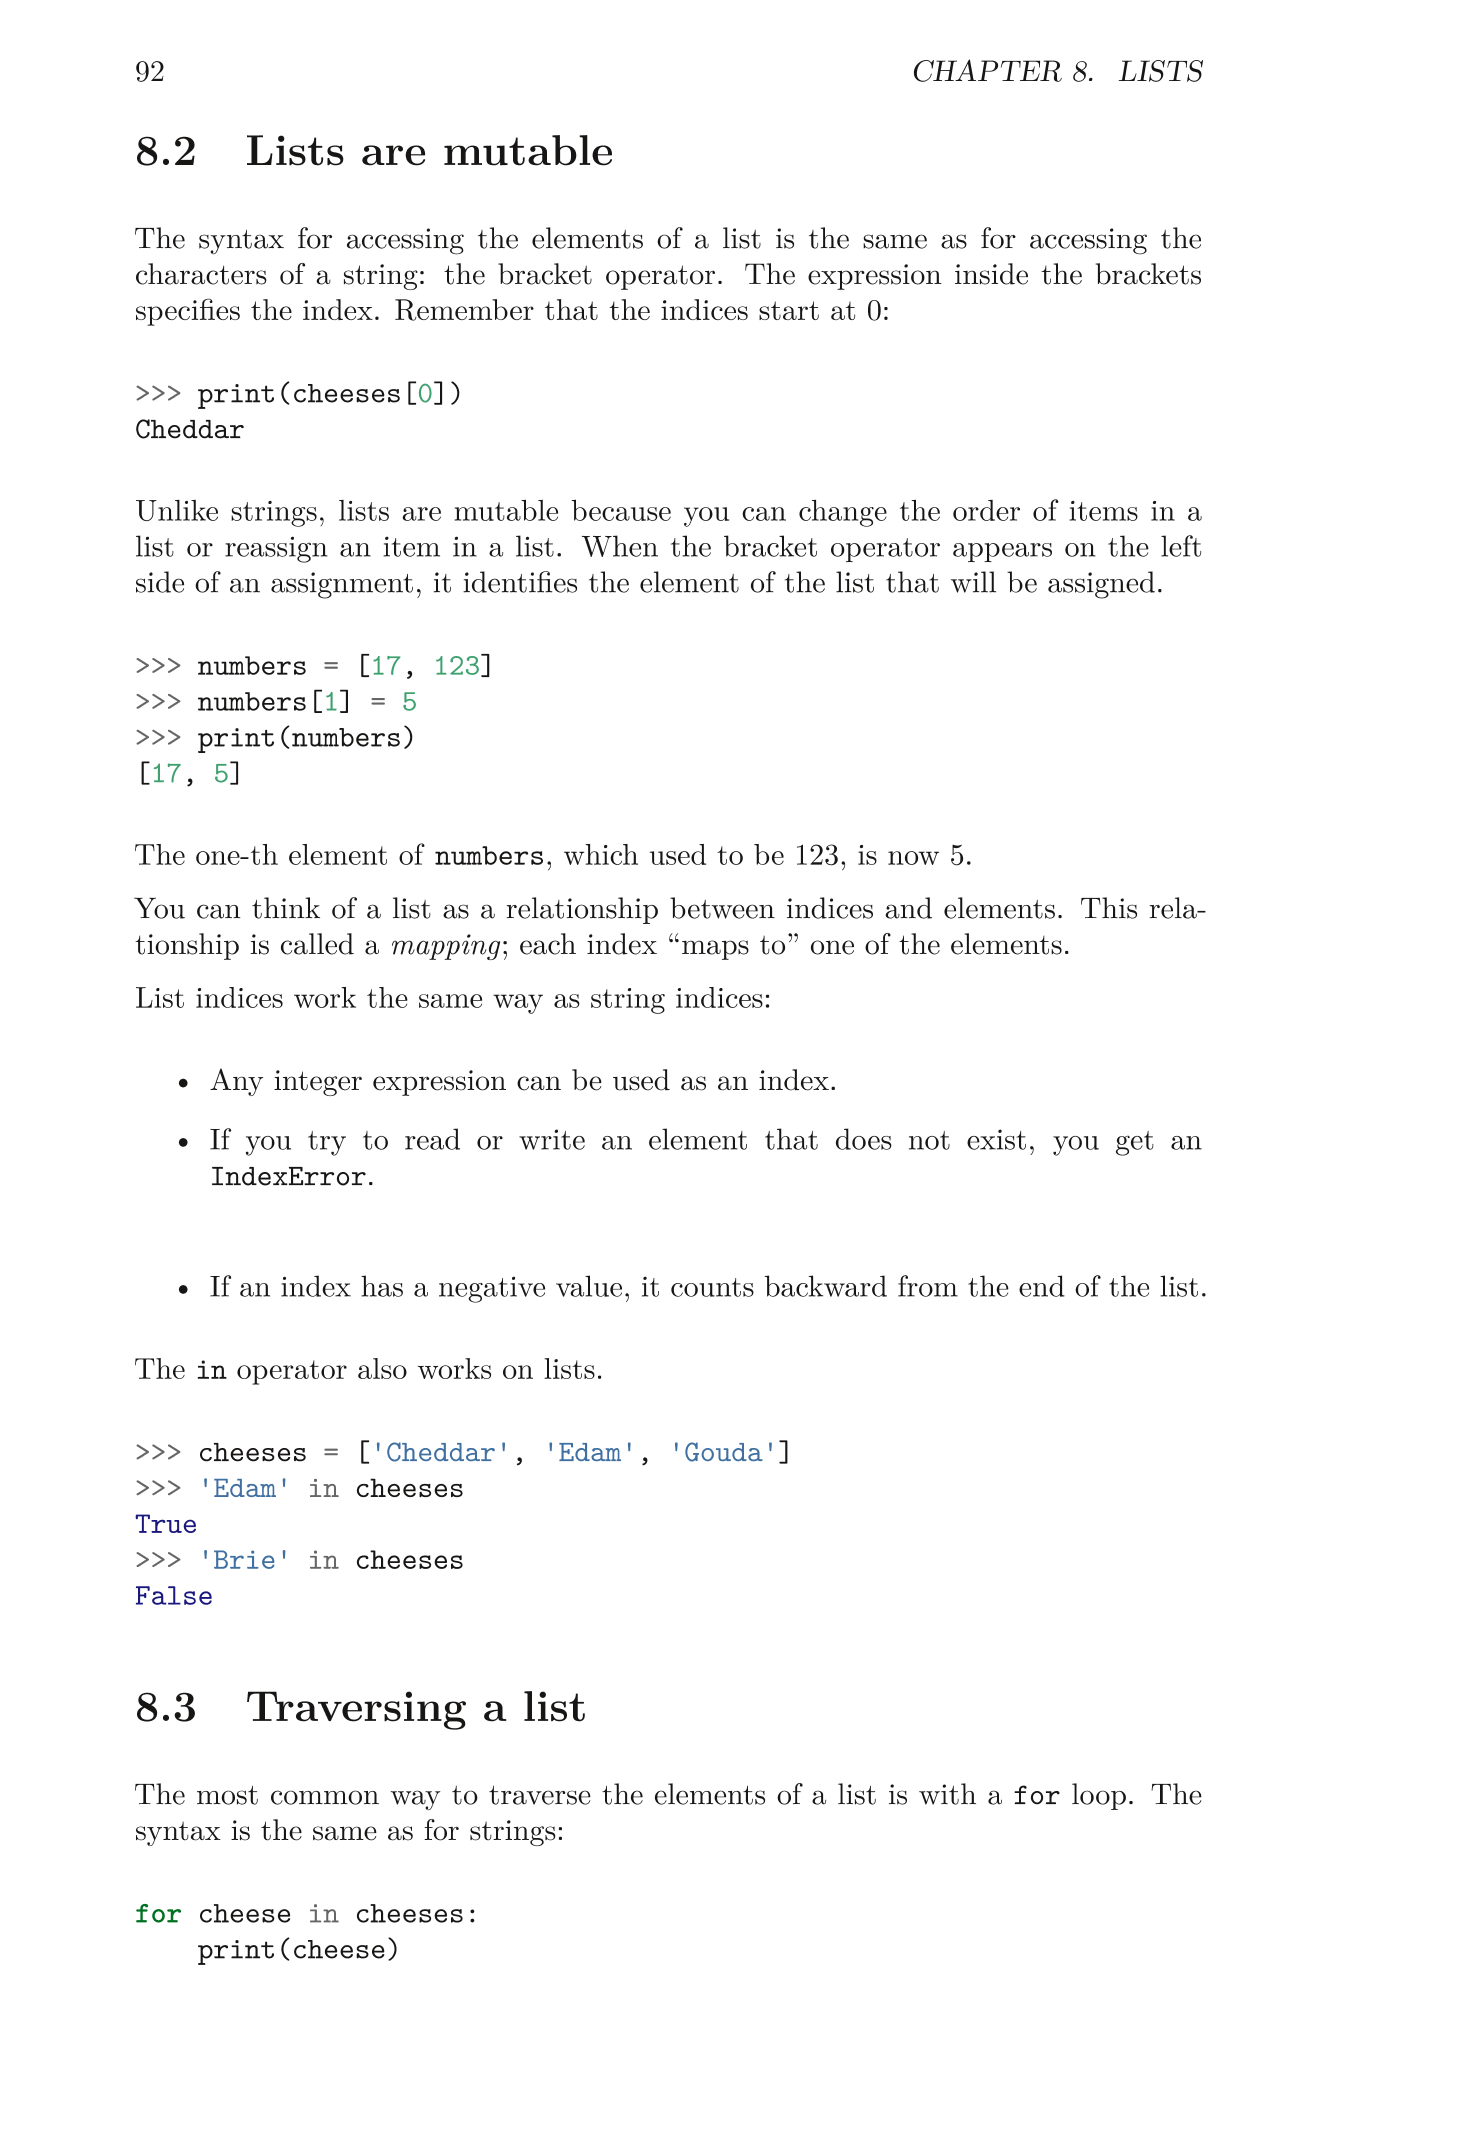 92 CHAPTER 8. LISTS
8.2 Lists are mutable
The syntax for accessing the elements of a list is the same as for accessing the
characters of a string: the bracket operator. The expression inside the brackets
specifies the index. Remember that the indices start at 0:
>>> print(cheeses[0])
Cheddar
Unlike strings, lists are mutable because you can change the order of items in a
list or reassign an item in a list. When the bracket operator appears on the left
side of an assignment, it identifies the element of the list that will be assigned.
>>> numbers = [17, 123]
>>> numbers[1] = 5
>>> print(numbers)
[17, 5]
The one-th element of numbers, which used to be 123, is now 5.
You can think of a list as a relationship between indices and elements. This rela-
tionship is called a mapping; each index “maps to” one of the elements.
List indices work the same way as string indices:
• Any integer expression can be used as an index.
• If you try to read or write an element that does not exist, you get an
IndexError.
• If an index has a negative value, it counts backward from the end of the list.
The in operator also works on lists.
>>> cheeses = ['Cheddar', 'Edam', 'Gouda']
>>> 'Edam' in cheeses
True
>>> 'Brie' in cheeses
False
8.3 Traversing a list
The most common way to traverse the elements of a list is with a for loop. The
syntax is the same as for strings:
for cheese in cheeses:
    print(cheese)